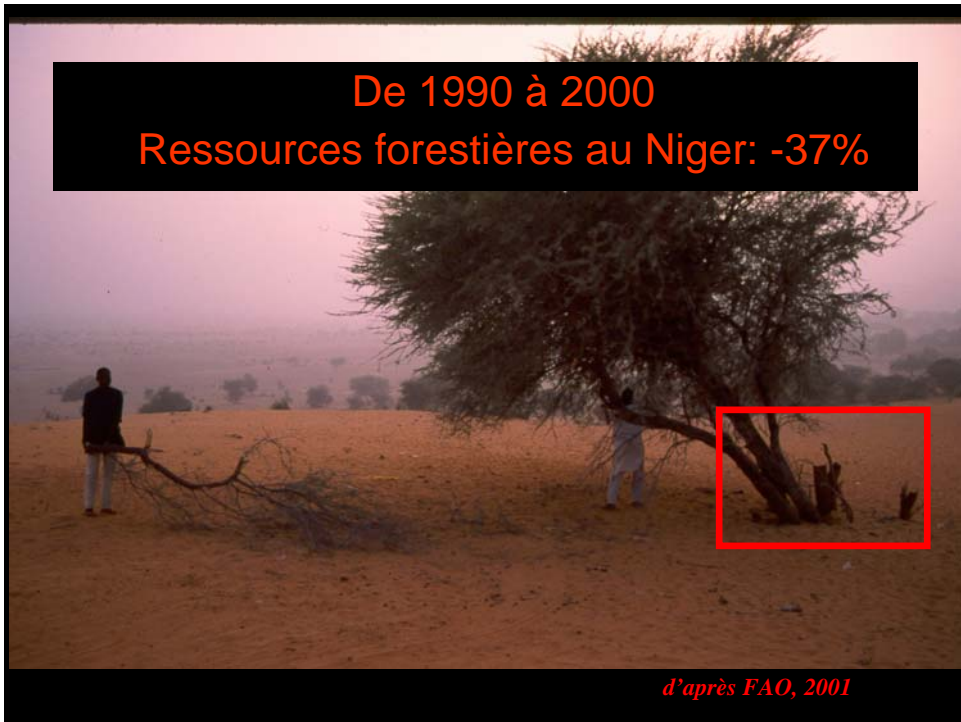 De 1990 à 2000
Ressources forestières au Niger: -37%
d'après FAO, 2001